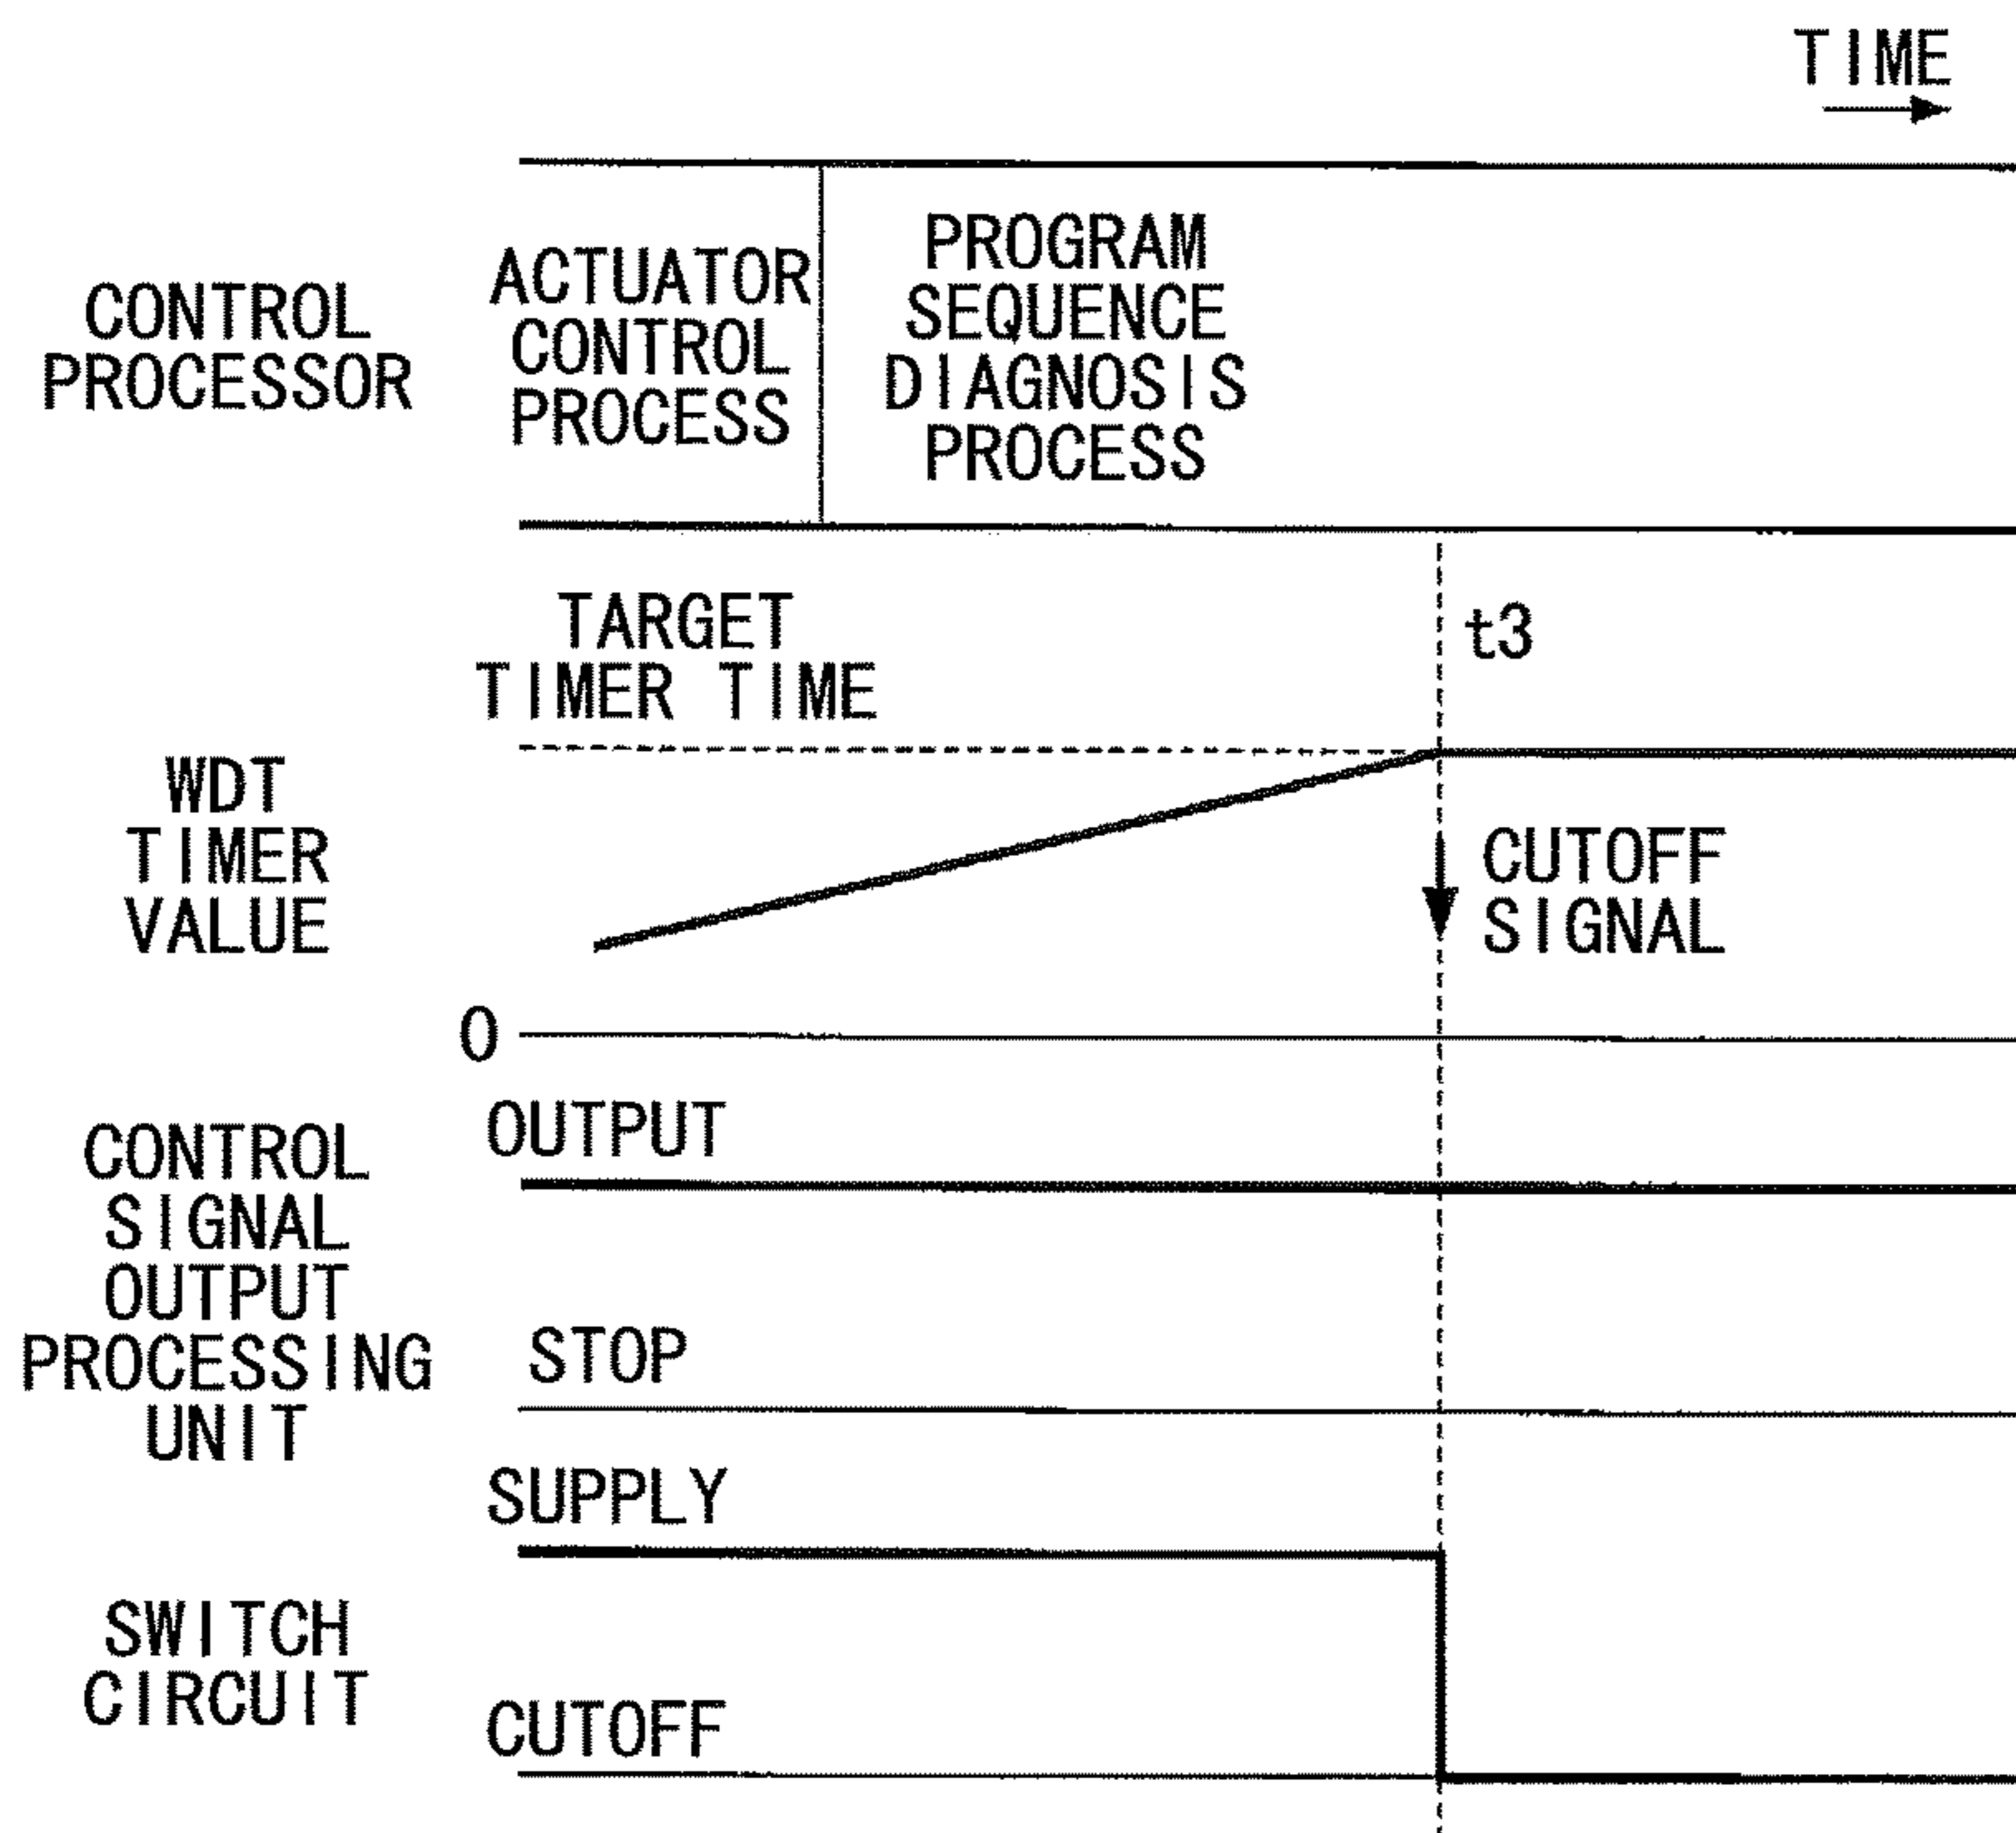 TIME
CONTROL
PROCESSOR
ACTUATOR
CONTROL
PROCESS
PROGRAM
SEQUENCE
DIAGNOSIS
PROCESS
TARGET
TIMER TIME
t3
WDT
TIMER
VALUE
CUTOFF
SIGNAL
0
CONTROL
SIGNAL
OUTPUT
PROCESSING
UNIT
OUTPUT
STOP
SUPPLY
SWITCH
CIRCUIT
CUTOFF